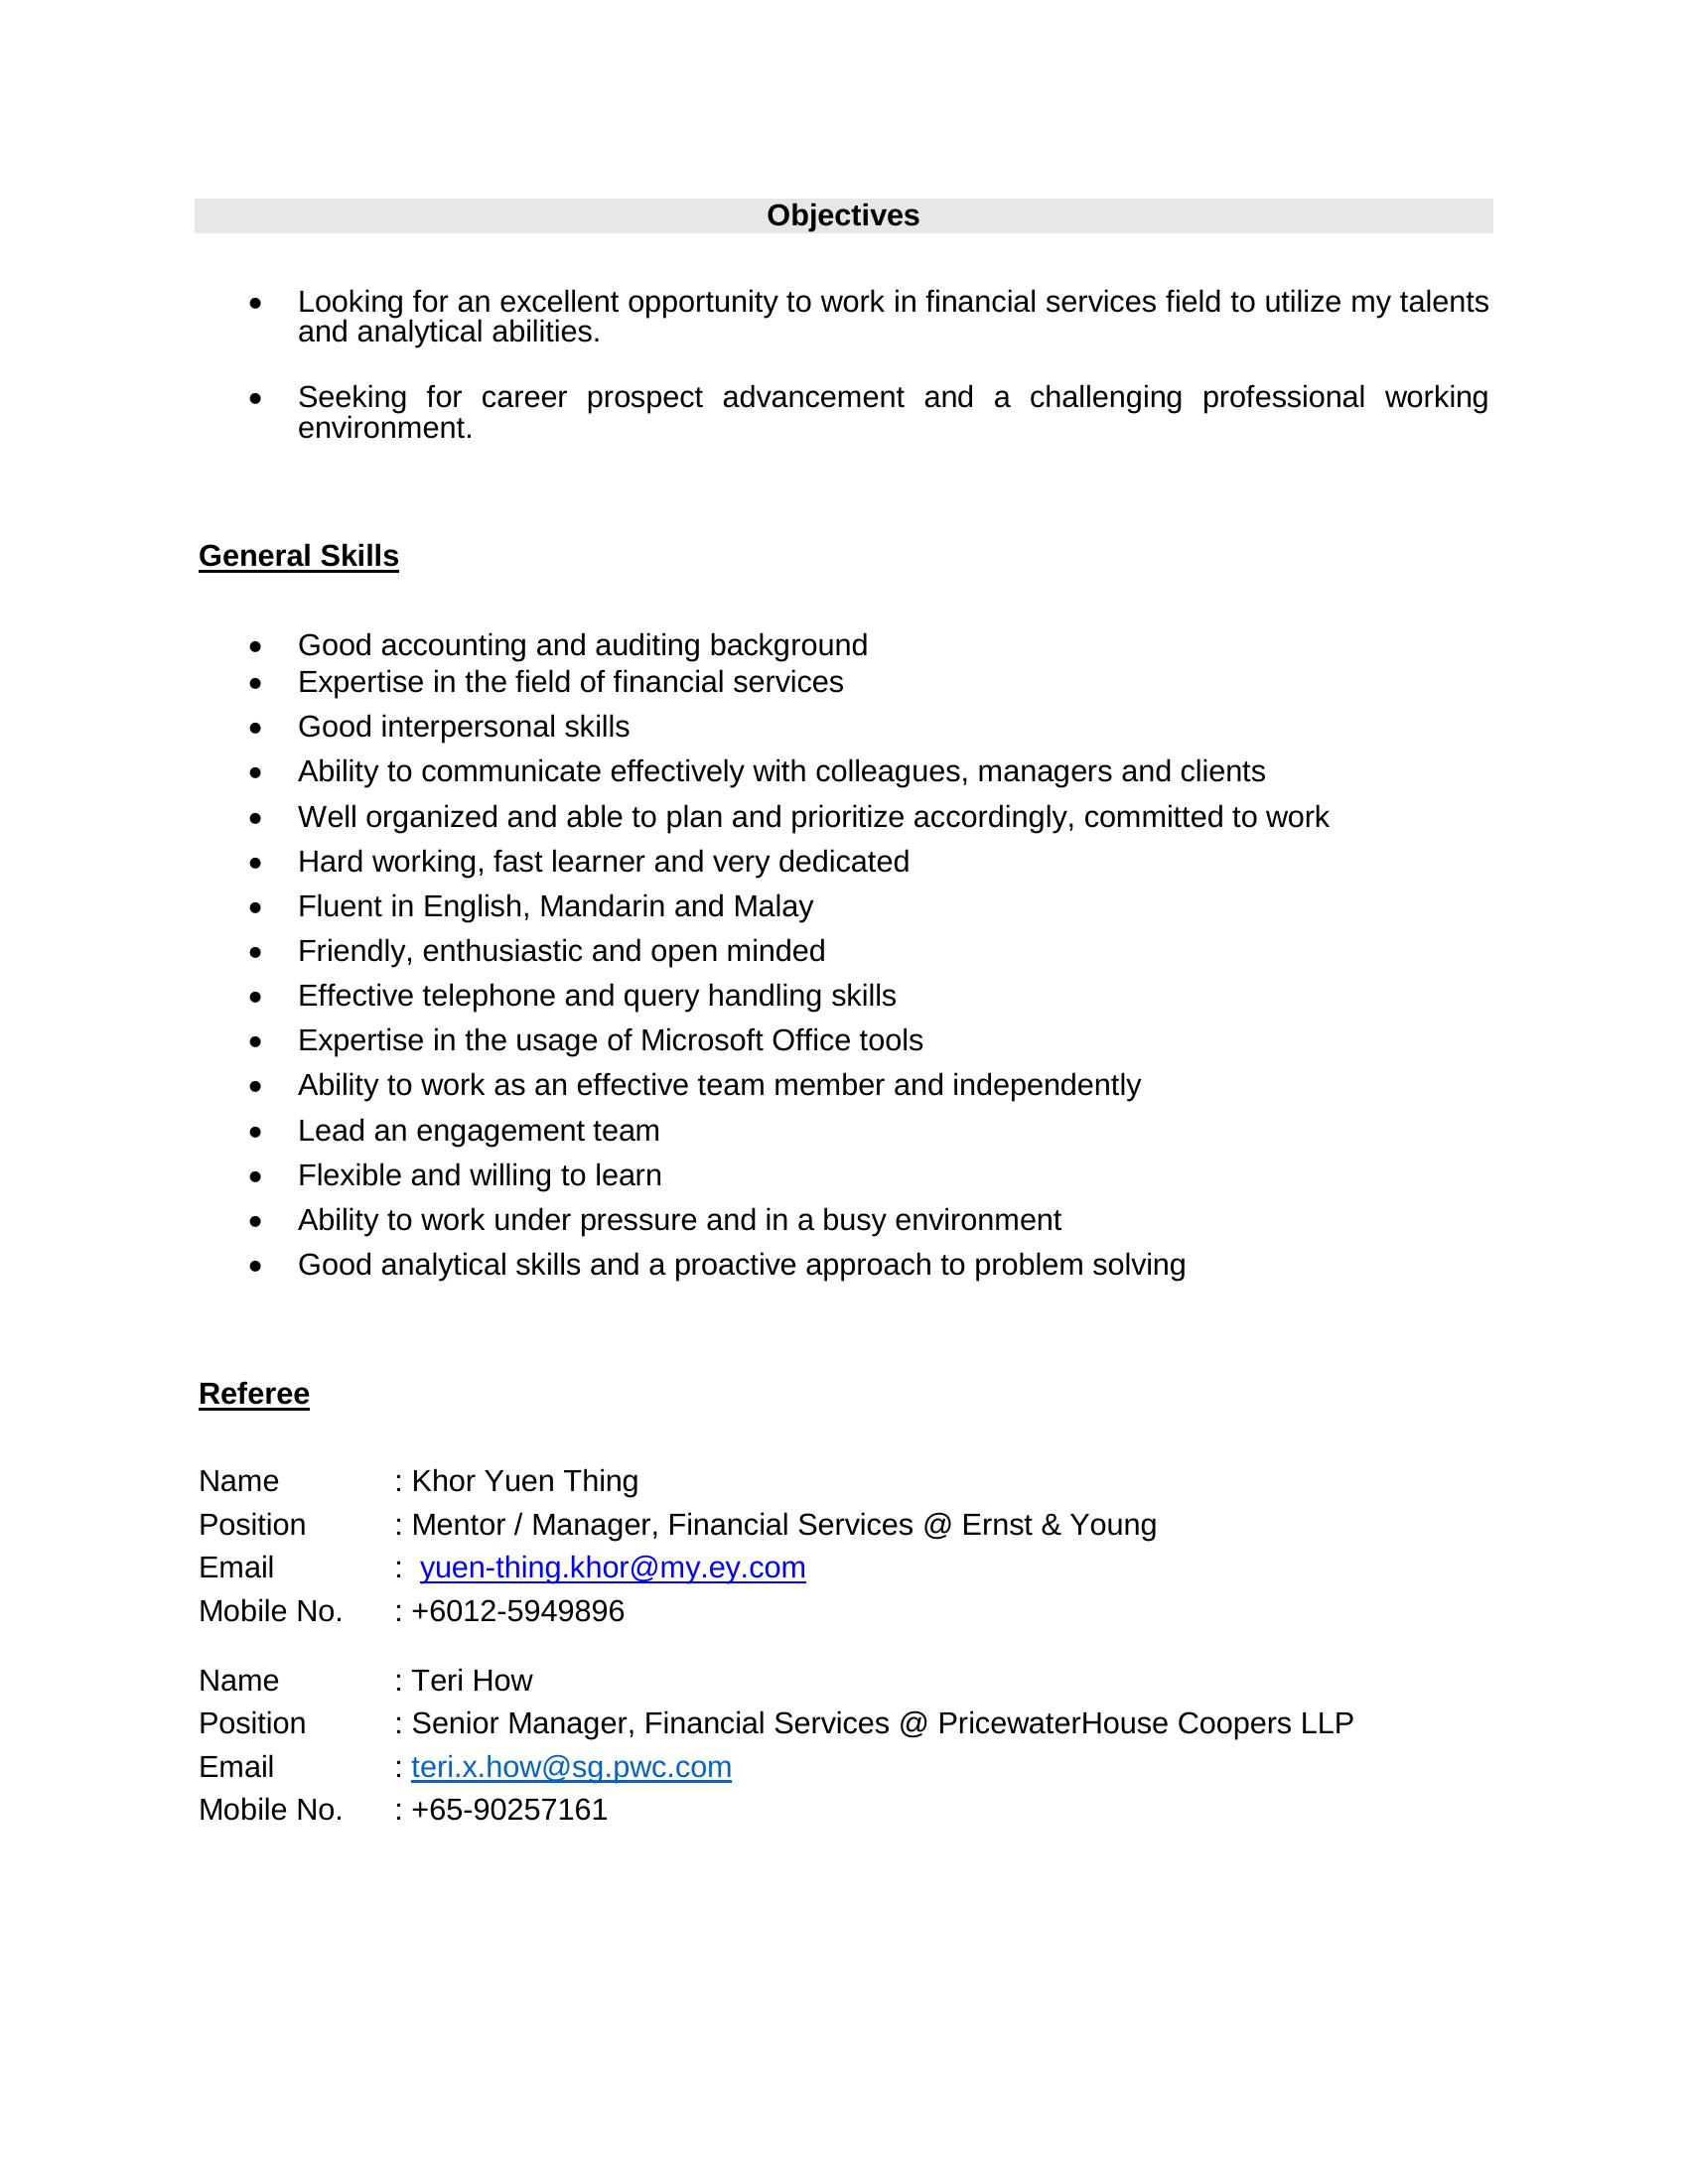 Objectives
• Looking for an excellent opportunity to work in financial services field to utilize my talents
and analytical abilities.
• Seeking for career prospect advancement and a challenging professional working
environment.
General Skills
• Good accounting and auditing background
• Expertise in the field of financial services
• Good interpersonal skills
• Ability to communicate effectively with colleagues, managers and clients
• Well organized and able to plan and prioritize accordingly, committed to work
• Hard working, fast learner and very dedicated
• Fluent in English, Mandarin and Malay
• Friendly, enthusiastic and open minded
• Effective telephone and query handling skills
• Expertise in the usage of Microsoft Office tools
• Ability to work as an effective team member and independently
• Lead an engagement team
• Flexible and willing to learn
• Ability to work under pressure and in a busy environment
• Good analytical skills and a proactive approach to problem solving
Referee
Name : Khor Yuen Thing
Position : Mentor / Manager, Financial Services @ Ernst & Young
Email : yuen-thing.khor@my.ey.com
Mobile No. : +6012-5949896
Name : Teri How
Position : Senior Manager, Financial Services @ PricewaterHouse Coopers LLP
Email : teri.x.how@sg.pwc.com
Mobile No. : +65-90257161